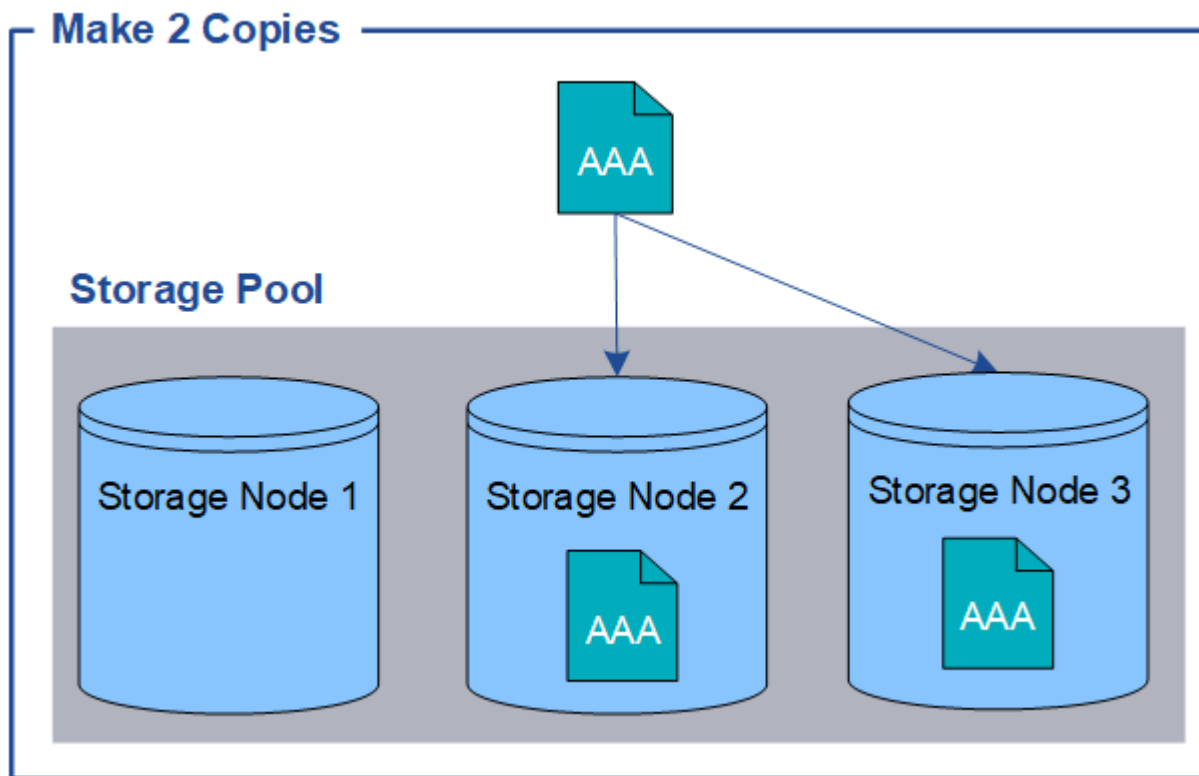 Make 2 Copies
AAA
Storage Pool
Storage Node 1
Storage Node 2
Storage Node 3
AAA
AAA